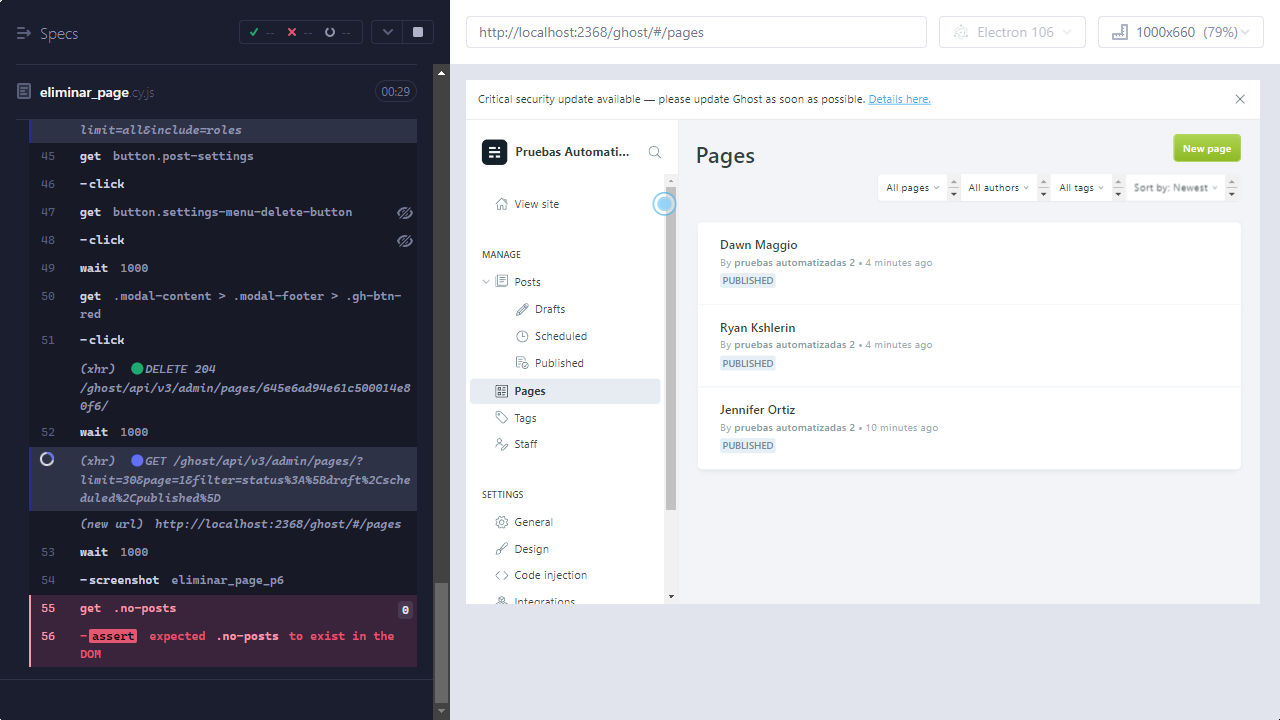 Specs
-- -- --
eliminar_page.cy.js
00:29
limit=all&include=roles
45 get button.post-settings
46 -click
47 get button.settings-menu-delete-button
48 -click
49 wait 1000
50 get .modal-content > .modal-footer > .gh-btn-
red
51 -click
(xhr) DELETE 204
/ghost/api/v3/admin/pages/645e6ad94e61c500014e8
0f6/
52 wait 1000
(xhr) GET /ghost/api/v3/admin/pages/?
limit=30&page=1&filter=status%3A%5Bdraft%2Csche
duled%2Cpublished%5D
(new url) http://localhost:2368/ghost/#/pages
53 wait 1000
54 -screenshot eliminar_page_p6
55 get .no-posts 0
56 -assert expected .no-posts to exist in the
DOM
http://localhost:2368/ghost/#/pages
Electron 106
1000x660 (79%)
Critical security update available — please update Ghost as soon as possible. Details here.
Pruebas Automati...
View site
MANAGE
Posts
Drafts
Scheduled
Published
Pages
Tags
Staff
SETTINGS
General
Design
Code injection
Integrations
Pages
New page
All pages
All authors
All tags
Sort by: Newest
Dawn Maggio
By pruebas automatizadas 2 • 4 minutes ago
PUBLISHED
Ryan Kshlerin
By pruebas automatizadas 2 • 4 minutes ago
PUBLISHED
Jennifer Ortiz
By pruebas automatizadas 2 • 10 minutes ago
PUBLISHED